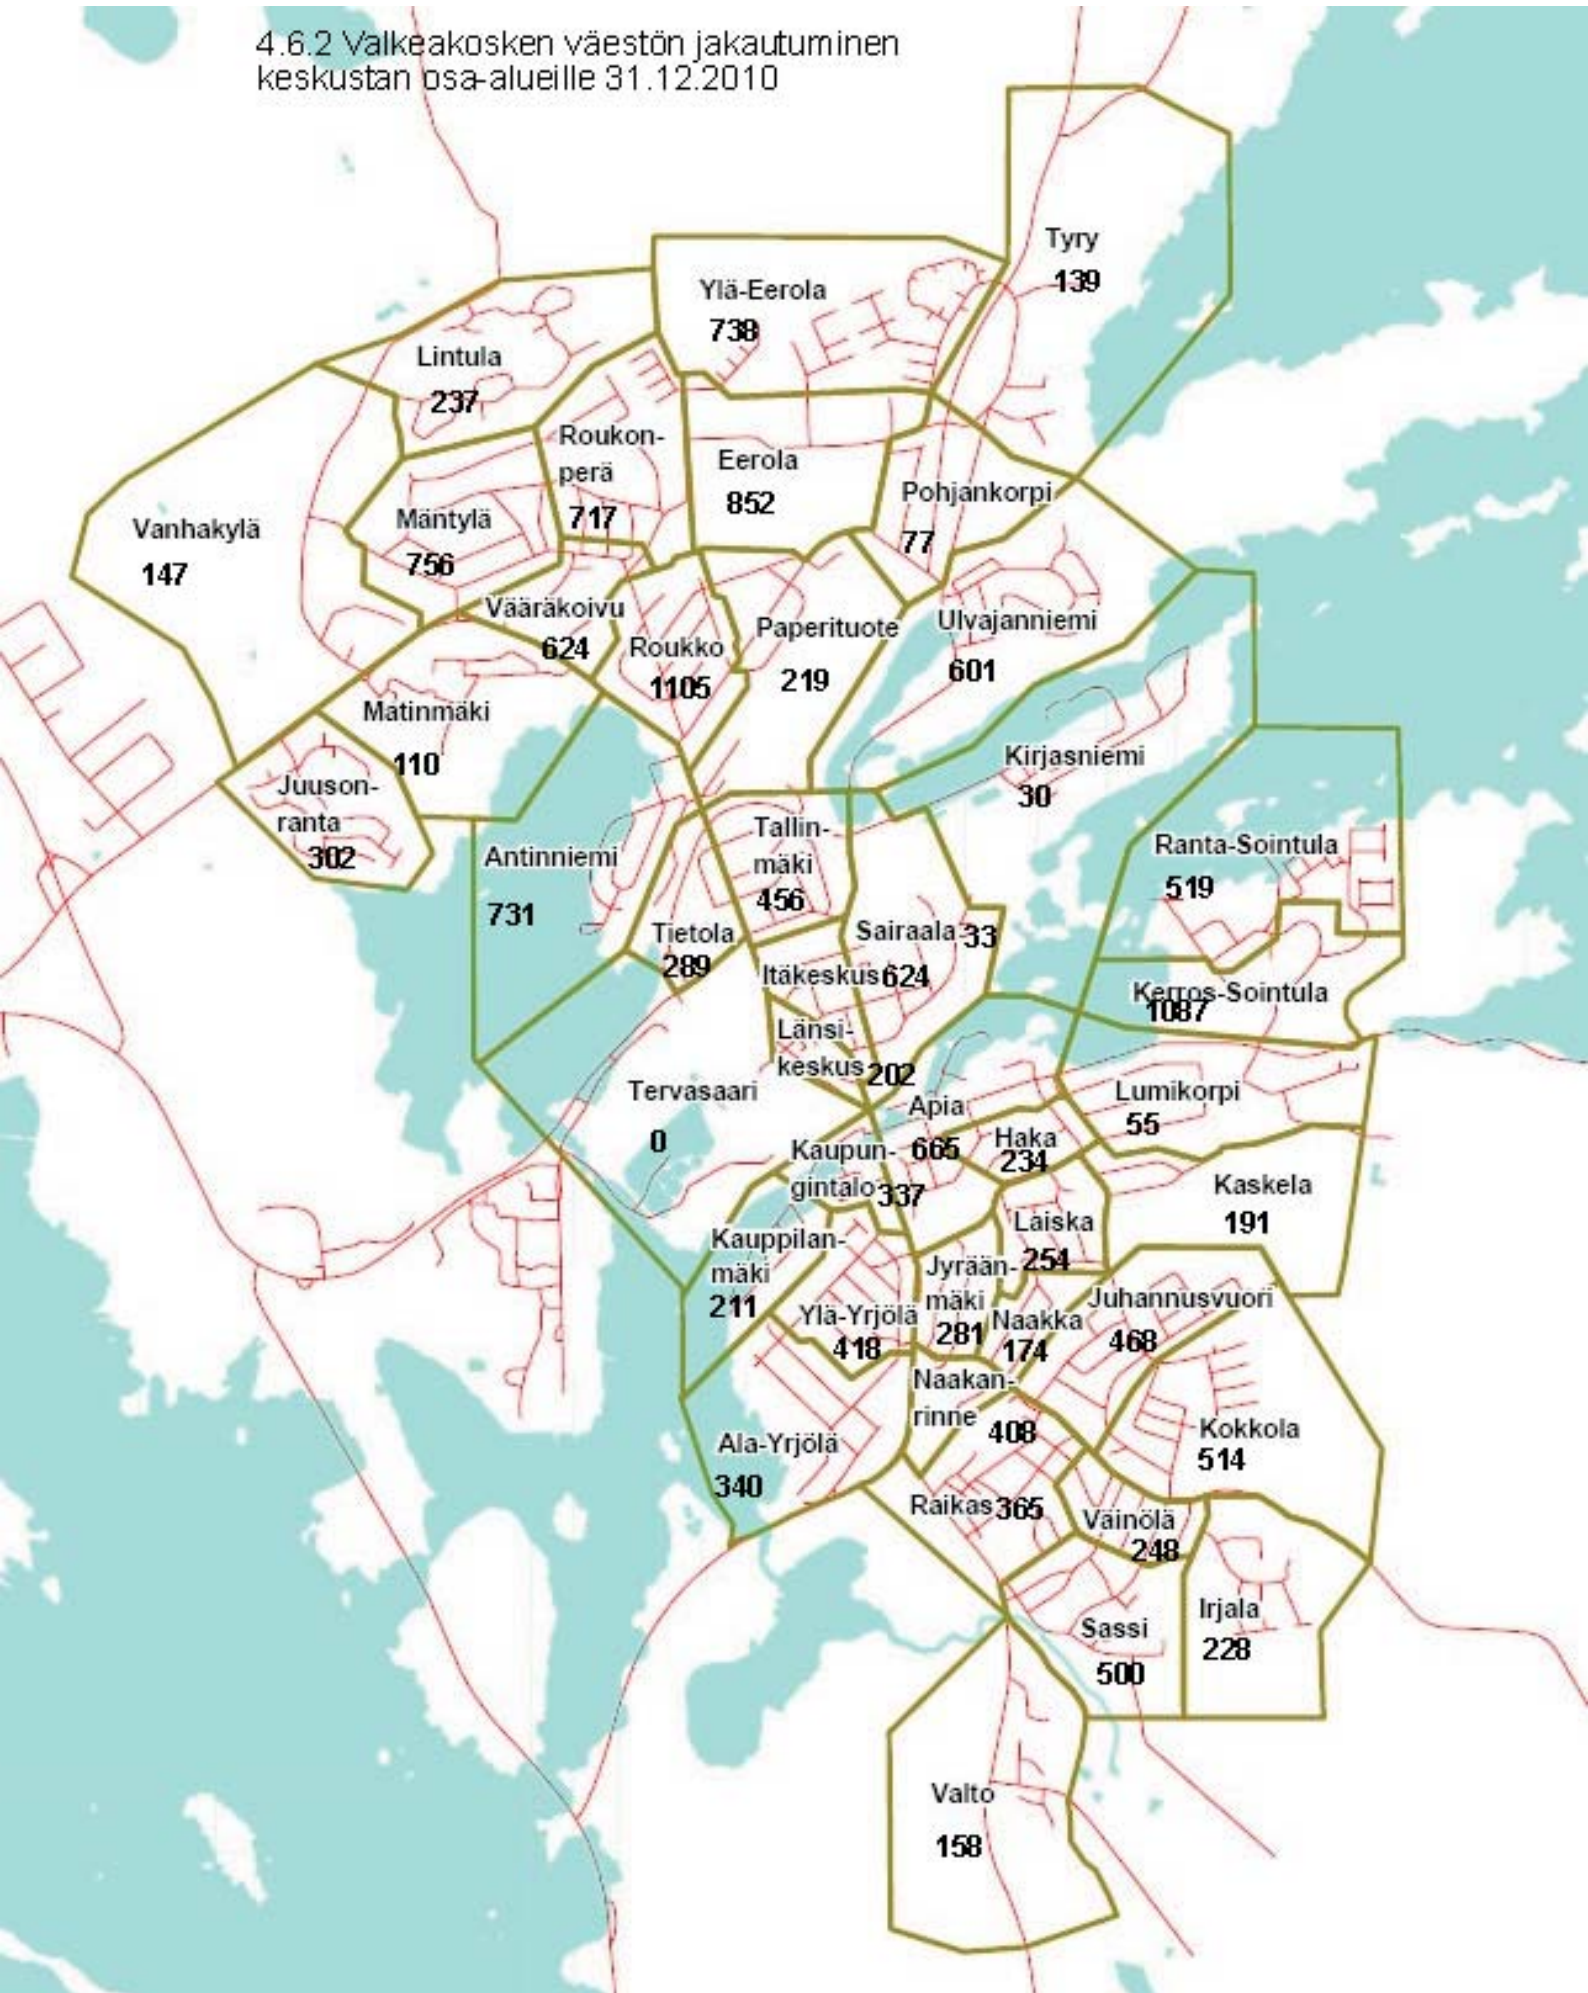 4.6.2 Valkeakosken väestön jakautuminen
keskustan osa-alueille 31.12.2010
Tyry
139
Ylä-Eerola
738
Lintula
237
Roukon-
perä
717
Eerola
852
Pohjankorpi
77
Vanhakylä
147
Mäntylä
756
Vääräkoivu
624
Roukko
1105
Paperituote
219
Ulvajanniemi
601
Matinmäki
110
Kirjasniemi
30
Juuson-
ranta
302
Antinniemi
731
Tallin-
mäki
456
Ranta-Sointula
519
Tietola
289
Sairaala 33
Itäkeskus 624
Kerros-Sointula
1087
Länsi-
keskus 202
Tervasaari
0
Apia
665
Lumikorpi
55
Haka
234
Kaupun-
gintalo 337
Kaskela
191
Laiska
254
Kauppilan-
mäki
211
Jyrään-
mäki
281
Juhannusvuori
468
Ylä-Yrjölä
418
Naakka
174
Naakan-
rinne
408
Ala-Yrjölä
340
Kokkola
514
Raikas 365
Väinölä
248
Irjala
228
Sassi
500
Valto
158